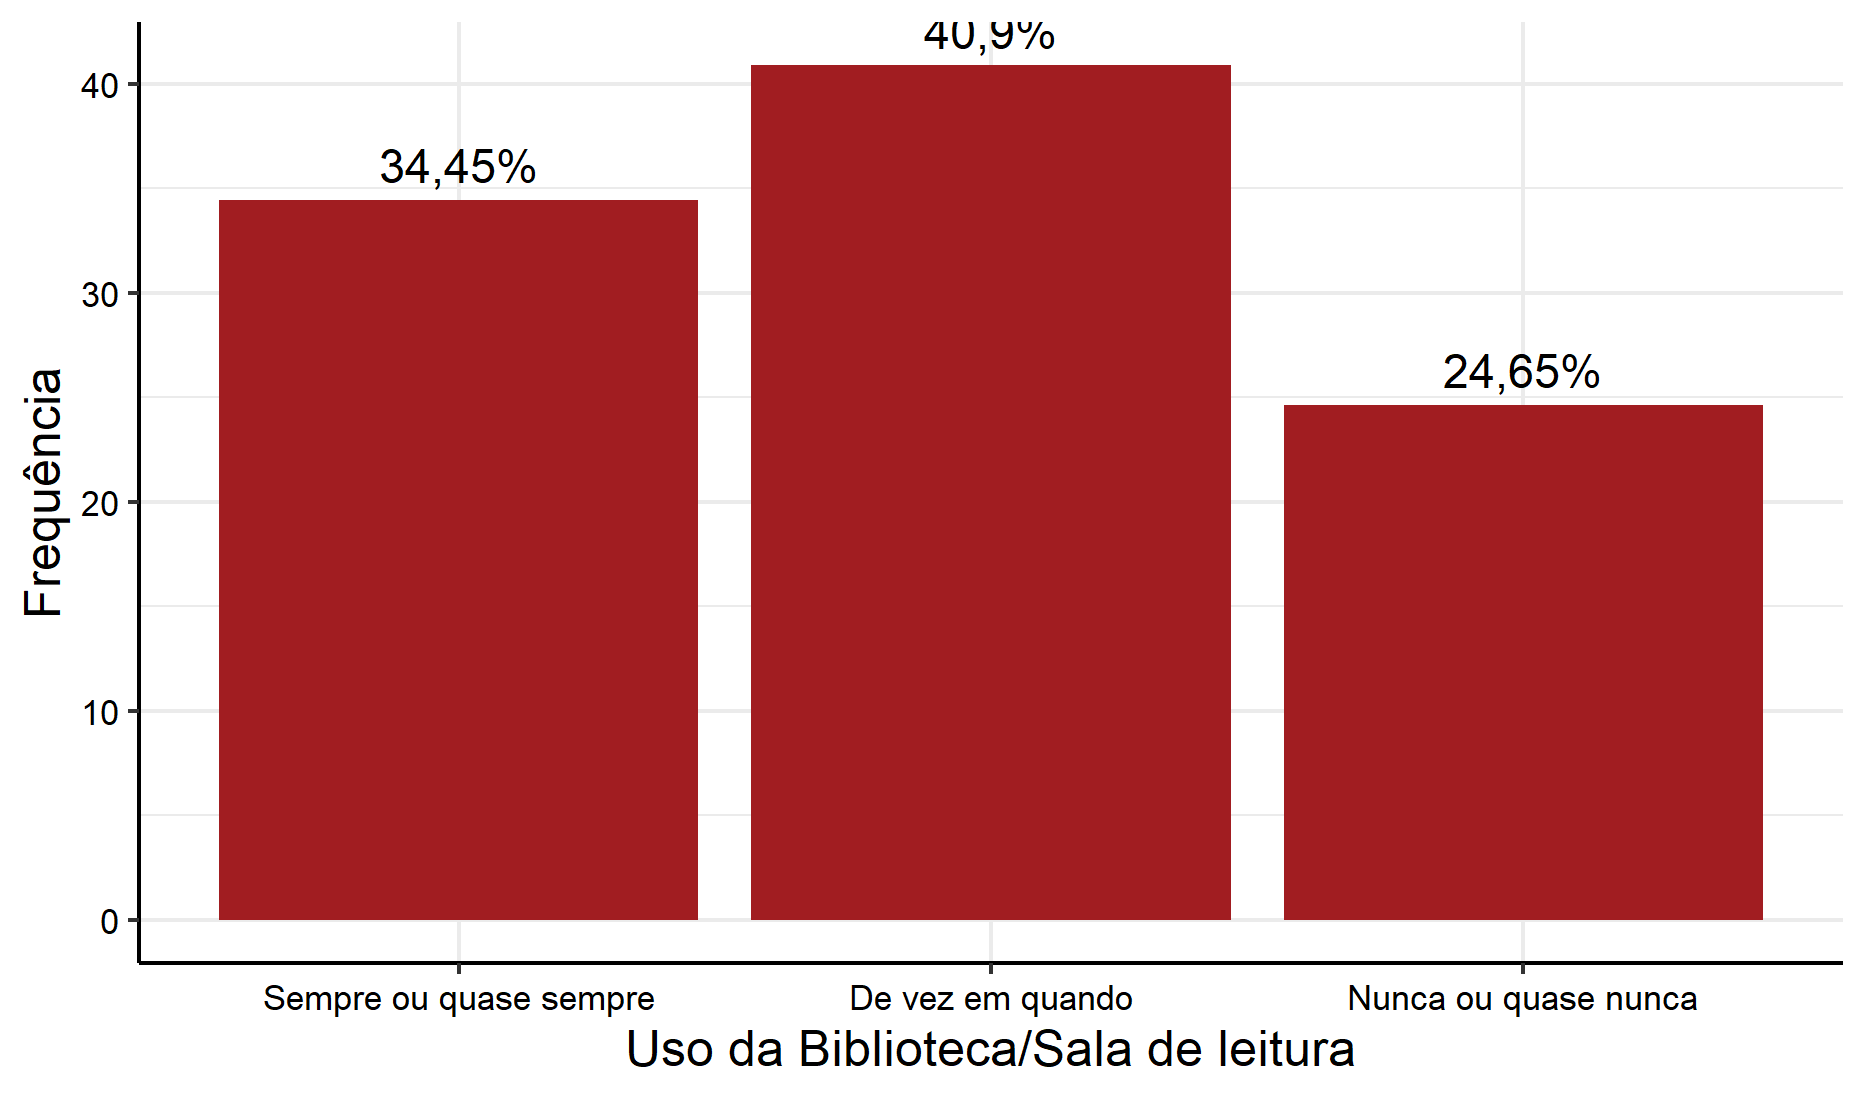 40,9%
40
34,45%
30
24,65%
Frequência
20
10
0
Sempre ou quase sempre De vez em quando Nunca ou quase nunca
Uso da Biblioteca/Sala de leitura